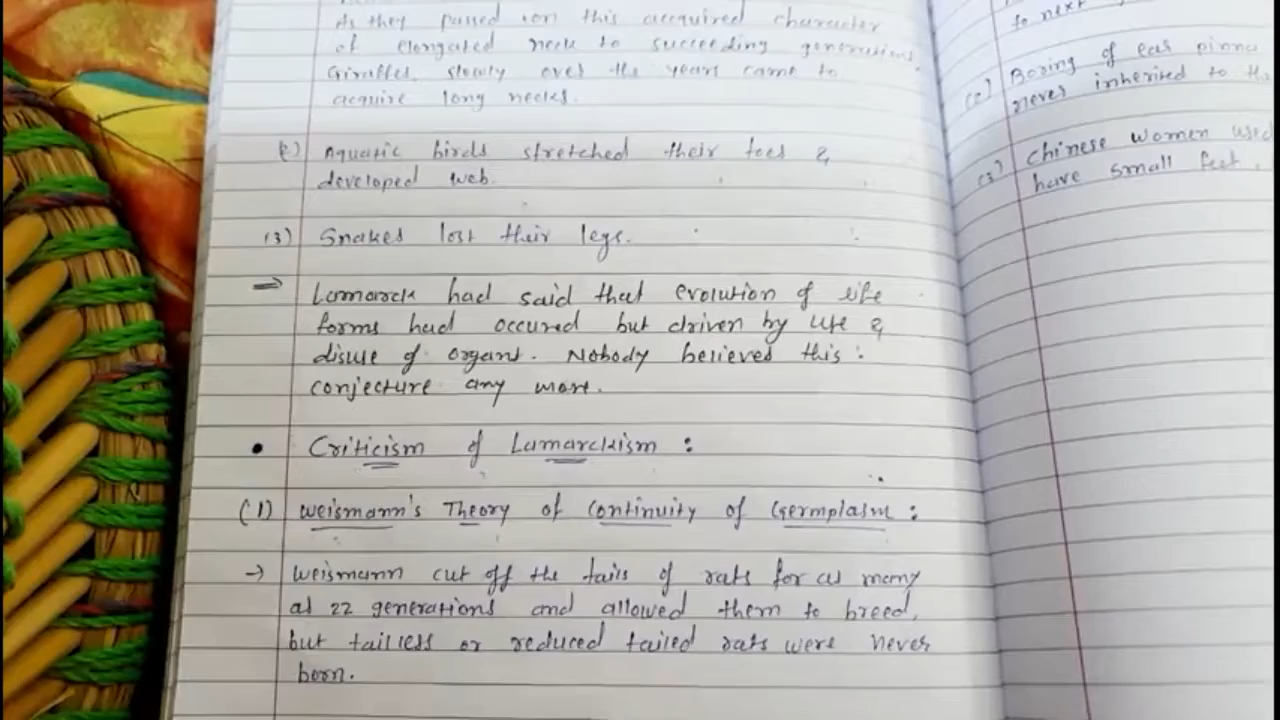 As they passed on this accquired character
of elongated neck to succeeding generations
Giraffes, slowly over the years came to
acquire long necks.
2) Aquatic birds stretched their toes &
developed web.
(3) Snakes lost their legs.
⇒ Lamarck had said that evolution of life
forms had occured but driven by use &
disuse of organs. Nobody believed this
conjecture any more.
• Criticism of Lamarckism :
(1) Weismann's Theory of Continuity of Germplasm :
→ Weismann cut off the tails of rats for as many
as 22 generations and allowed them to breed,
but tailless or reduced tailed rats were never
born.
to next
(2) Boring of ear pinna
never inherited to the
(3) Chinese women used
have small feet.